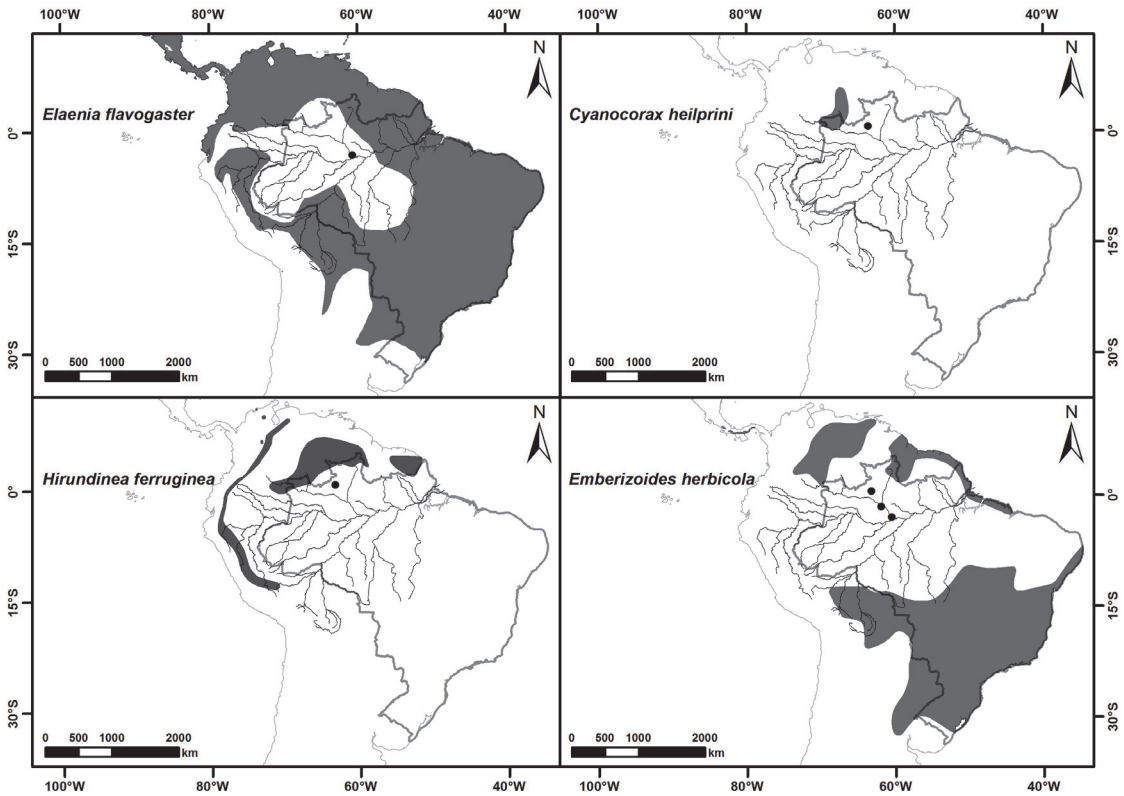 100°W 80°W 60°W 40°W 100°W 80°W 60°W 40°W
N N
Elaenia flavogaster Cyanocorax heilprini
0° 0°
15°S 15°S
30°S 30°S
0 500 1000 2000 km 0 500 1000 2000 km
N N
Hirundinea ferruginea Emberizoides herbicola
0° 0°
15°S 15°S
30°S 30°S
0 500 1000 2000 km 0 500 1000 2000 km
100°W 80°W 60°W 40°W 100°W 80°W 60°W 40°W